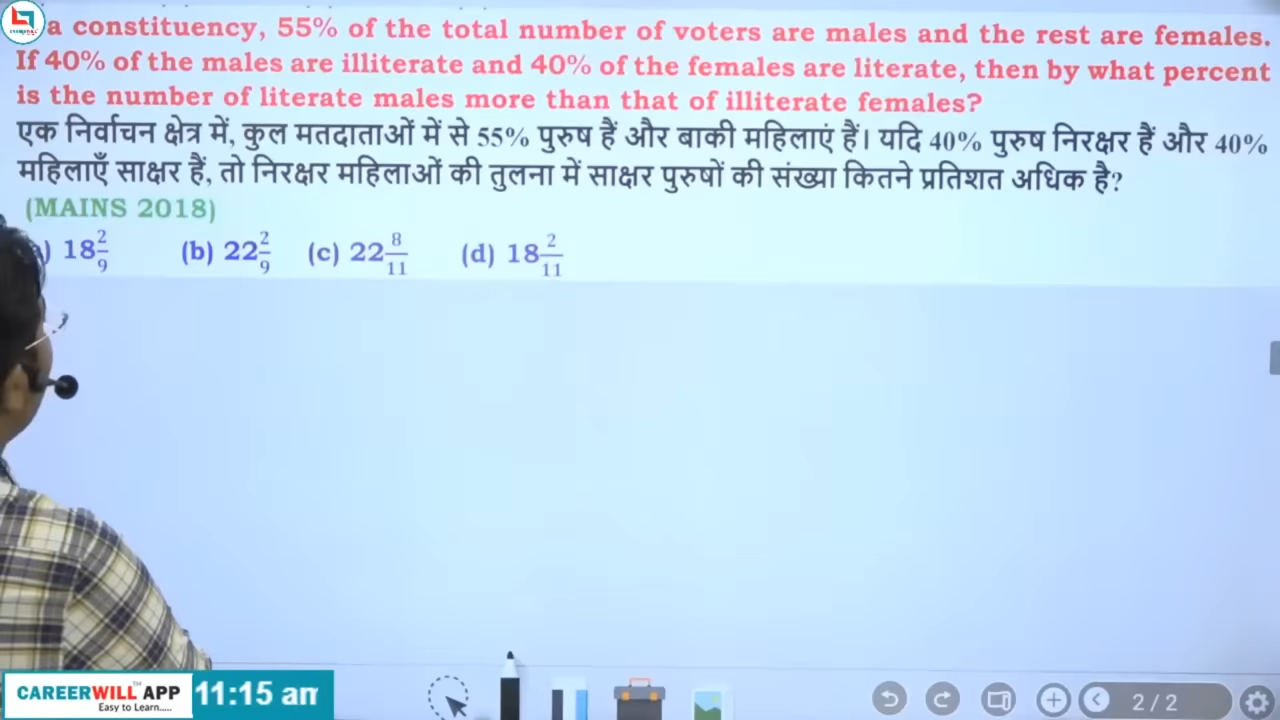 a constituency, 55% of the total number of voters are males and the rest are females.
If 40% of the males are illiterate and 40% of the females are literate, then by what percent
is the number of literate males more than that of illiterate females?
एक निर्वाचन क्षेत्र में, कुल मतदाताओं में से 55% पुरुष हैं और बाकी महिलाएं हैं। यदि 40% पुरुष निरक्षर हैं और 40%
महिलाएँ साक्षर हैं, तो निरक्षर महिलाओं की तुलना में साक्षर पुरुषों की संख्या कितने प्रतिशत अधिक है?
(MAINS 2018)
) 18 2/9 (b) 22 2/9 (c) 22 8/11 (d) 18 2/11
CAREERWILL APP
Easy to Learn.....
11:15 am
2 / 2